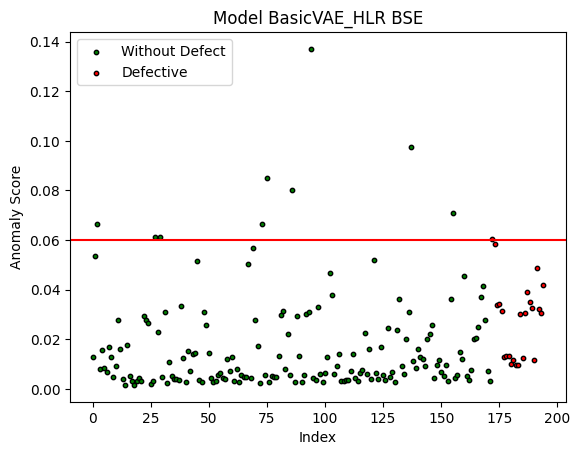 Model BasicVAE_HLR BSE
Without Defect
Defective
Anomaly Score
0.14
0.12
0.10
0.08
0.06
0.04
0.02
0.00
0 25 50 75 100 125 150 175 200
Index